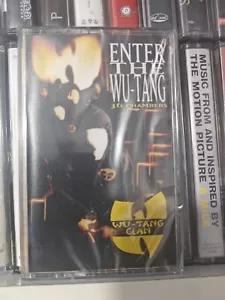 ENTER
THE
WU-TANG
36 CHAMBERS
WU-TANG
CLAN
MUSIC FROM AND INSPIRED BY
THE MOTION PICTURE